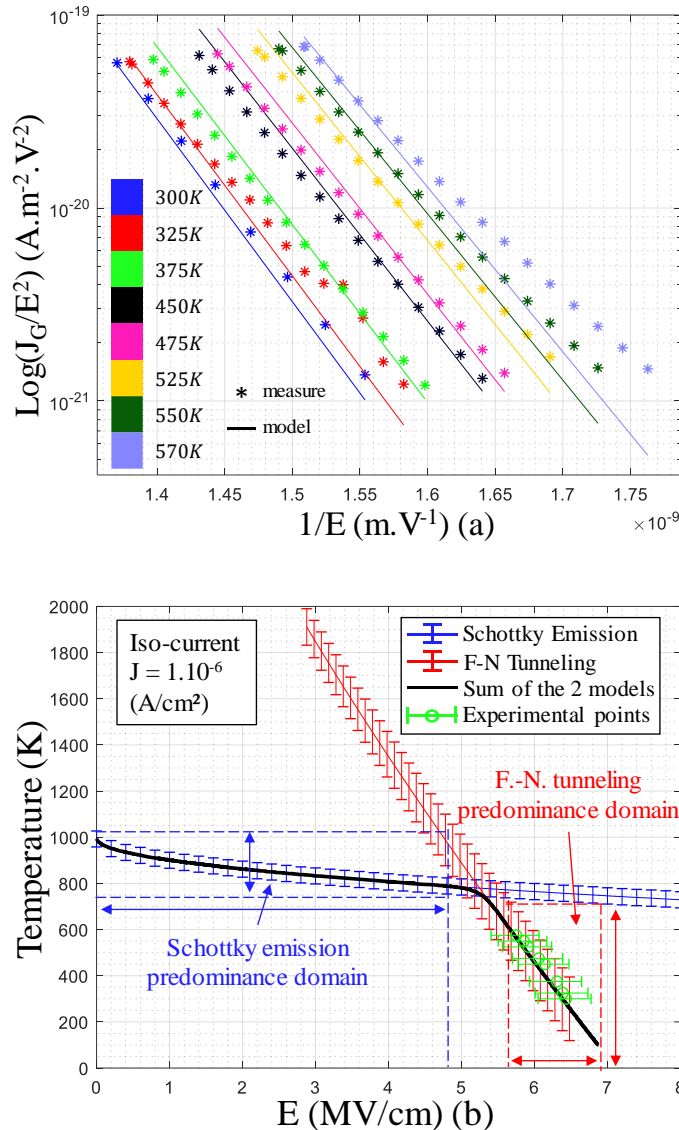 10⁻¹⁹
10⁻²⁰
10⁻²¹
Log(J_G/E²) (A.m⁻².V⁻²)
300K
325K
375K
450K
475K
525K
550K
570K
* measure
model
1.4 1.45 1.5 1.55 1.6 1.65 1.7 1.75
×10⁻⁹
1/E (m.V⁻¹) (a)
2000
1800
1600
1400
1200
1000
800
600
400
200
0
Temperature (K)
Iso-current
J = 1.10⁻⁶
(A/cm²)
Schottky Emission
F-N Tunneling
Sum of the 2 models
Experimental points
F.-N. tunneling
predominance domain
Schottky emission
predominance domain
0 1 2 3 4 5 6 7 8
E (MV/cm) (b)